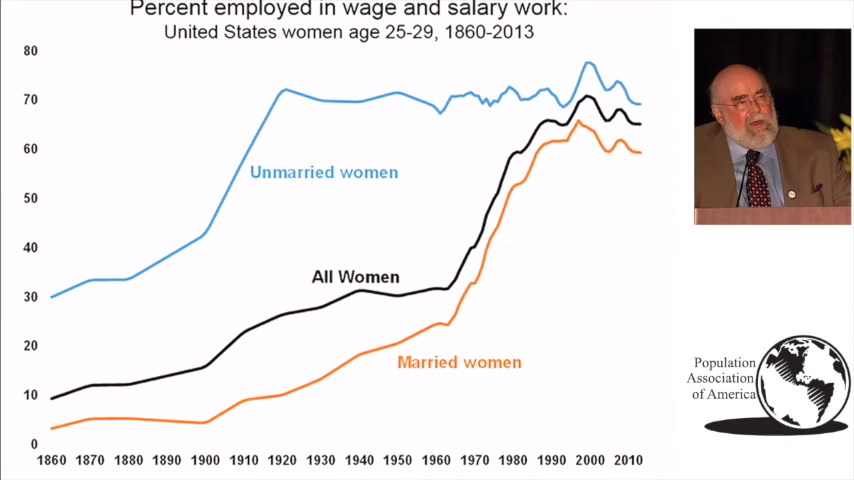 Percent employed in wage and salary work:
United States women age 25-29, 1860-2013
80
70
60
50
40
30
20
10
0
Unmarried women
All Women
Married women
1860 1870 1880 1890 1900 1910 1920 1930 1940 1950 1960 1970 1980 1990 2000 2010
Population
Association
of America